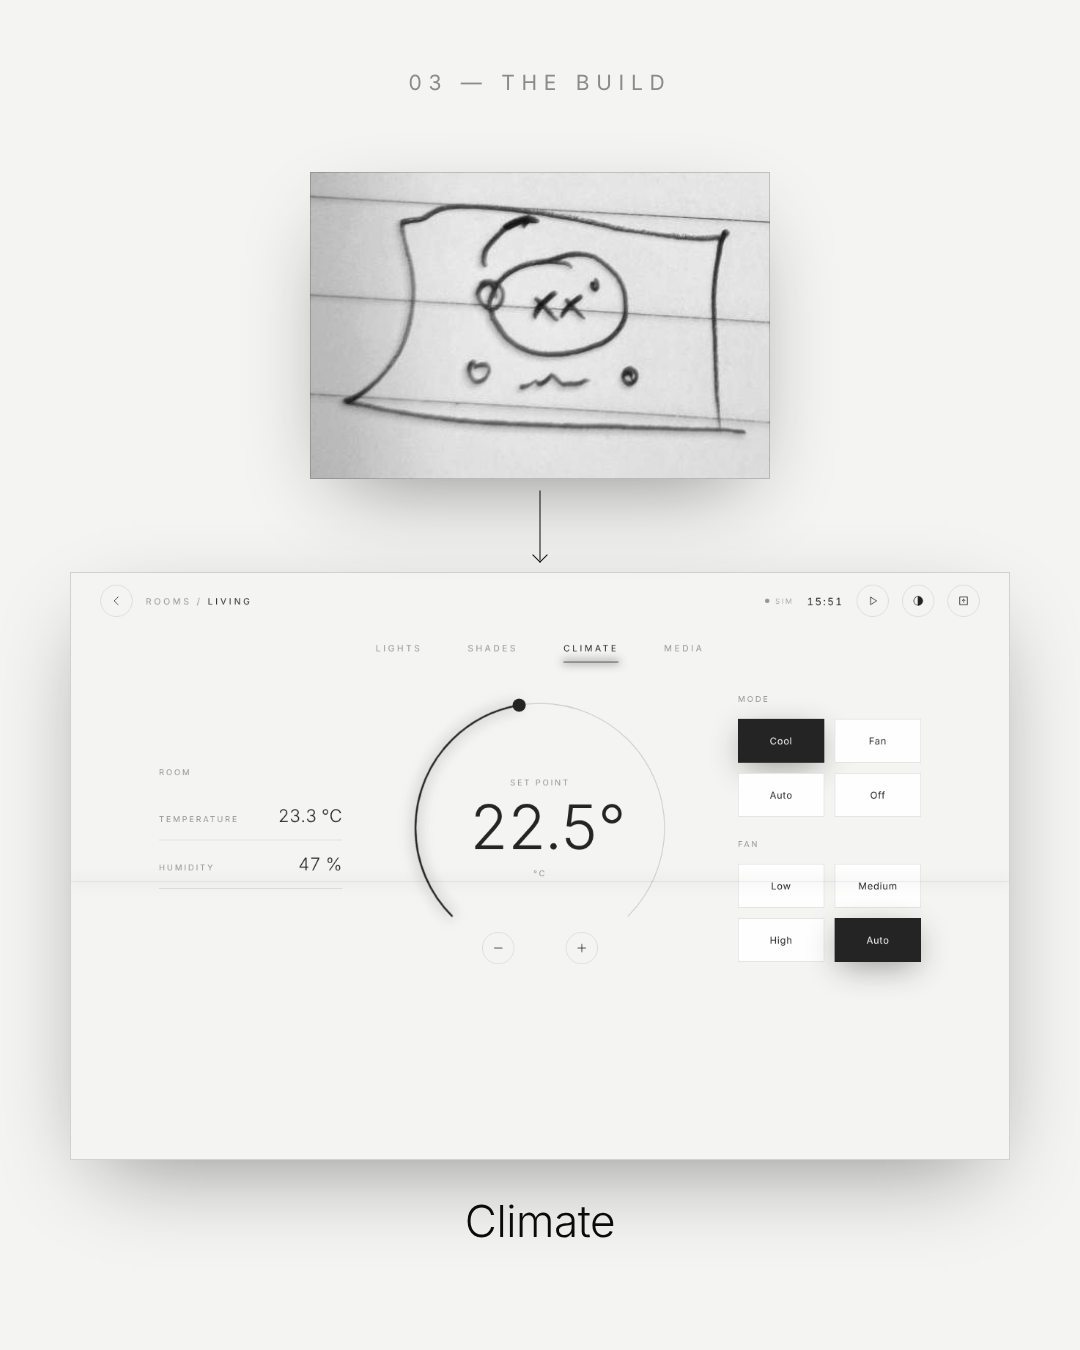 03 — THE BUILD
xx
ROOMS / LIVING
SIM 15:51
LIGHTS SHADES CLIMATE MEDIA
ROOM
TEMPERATURE 23.3 °C
HUMIDITY 47 %
SET POINT
22.5°
°C
− +
MODE
Cool Fan
Auto Off
FAN
Low Medium
High Auto
Climate